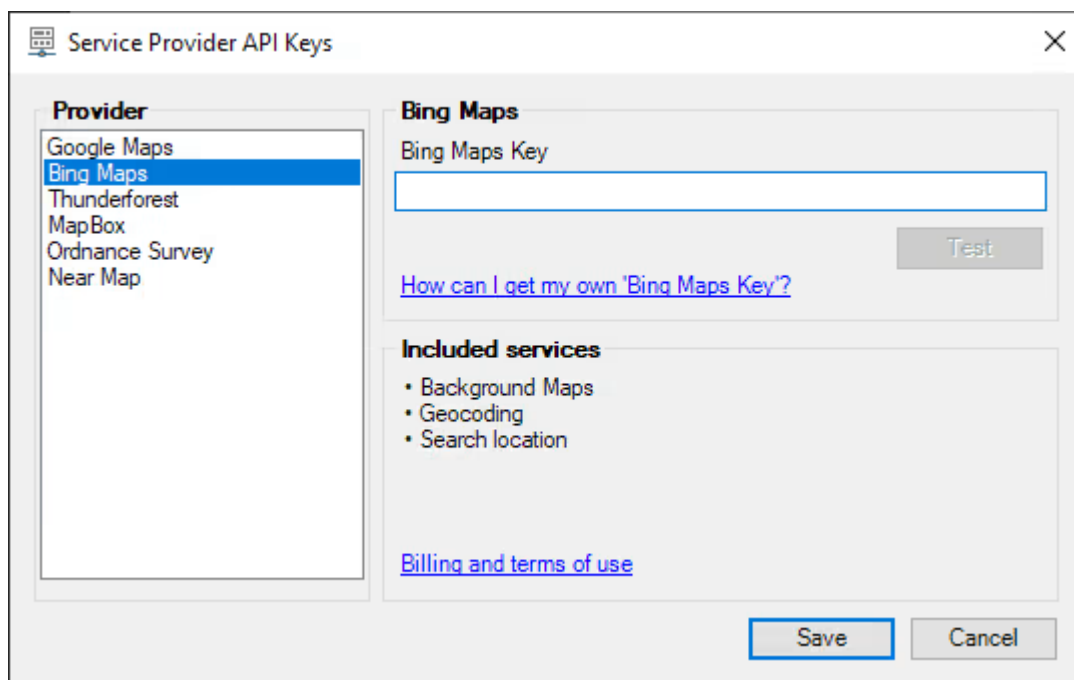 Service Provider API Keys
Provider
Google Maps
Bing Maps
Thunderforest
MapBox
Ordnance Survey
Near Map
Bing Maps
Bing Maps Key
Test
How can I get my own 'Bing Maps Key'?
Included services
• Background Maps
• Geocoding
• Search location
Billing and terms of use
Save
Cancel